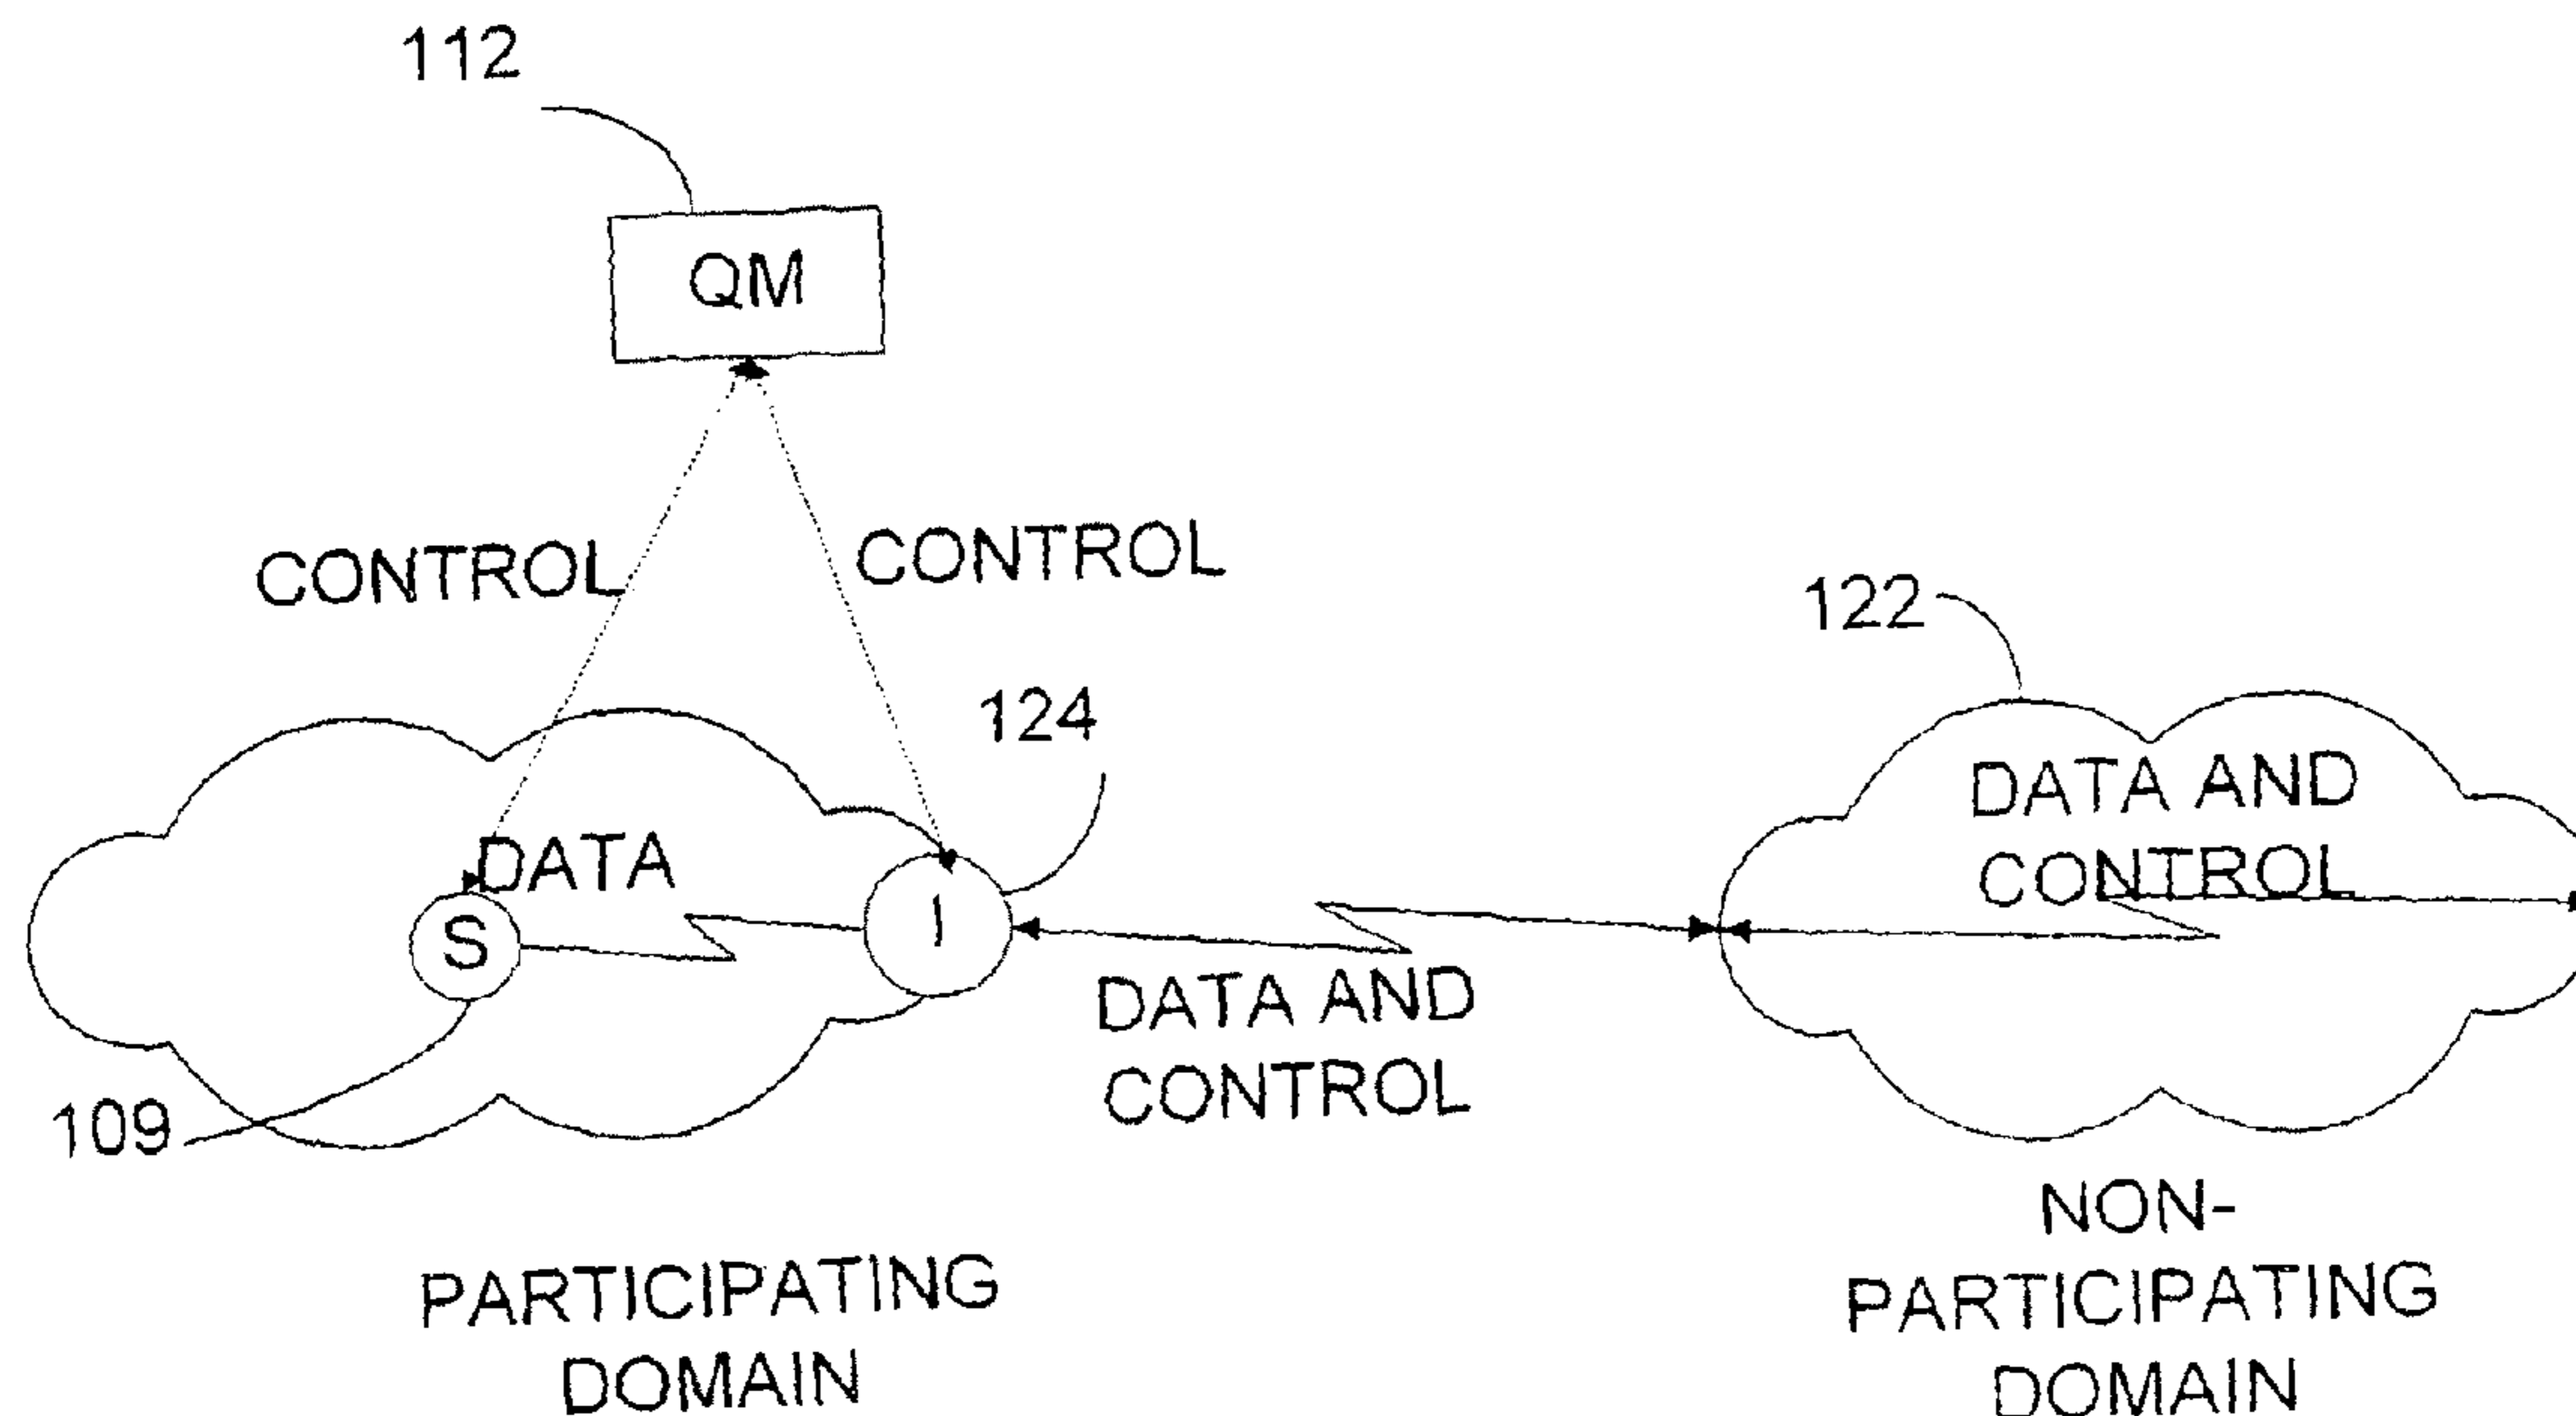 112
QM
CONTROL
CONTROL
122
124
DATA AND
CONTROL
DATA
S
I
DATA AND
CONTROL
109
NON-
PARTICIPATING
DOMAIN
PARTICIPATING
DOMAIN